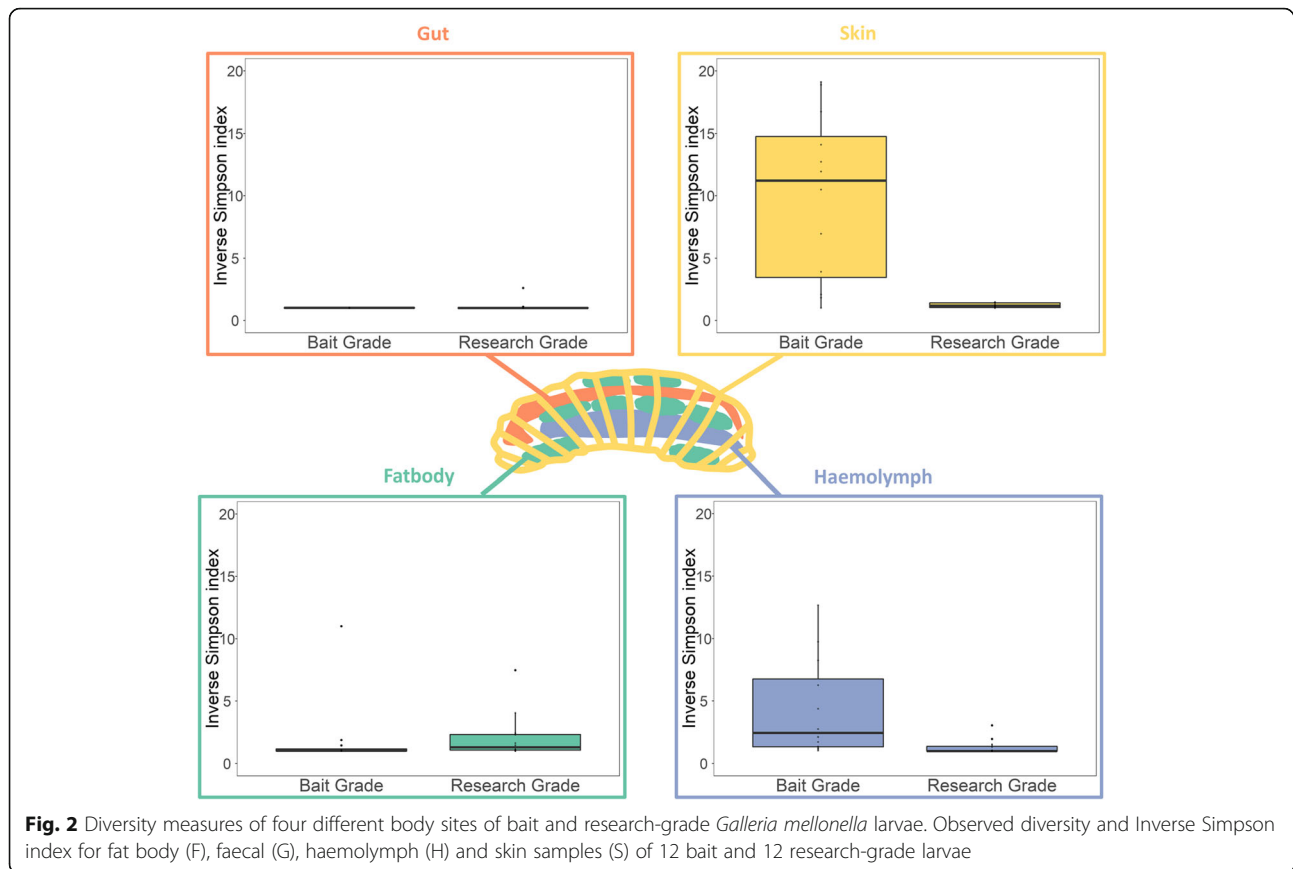 Gut
Skin
20
15
10
5
0
Inverse Simpson index
Bait Grade
Research Grade
20
15
10
5
0
Inverse Simpson index
Bait Grade
Research Grade
Fatbody
Haemolymph
20
15
10
5
0
Inverse Simpson index
Bait Grade
Research Grade
20
15
10
5
0
Inverse Simpson index
Bait Grade
Research Grade
Fig. 2 Diversity measures of four different body sites of bait and research-grade Galleria mellonella larvae. Observed diversity and Inverse Simpson
index for fat body (F), faecal (G), haemolymph (H) and skin samples (S) of 12 bait and 12 research-grade larvae